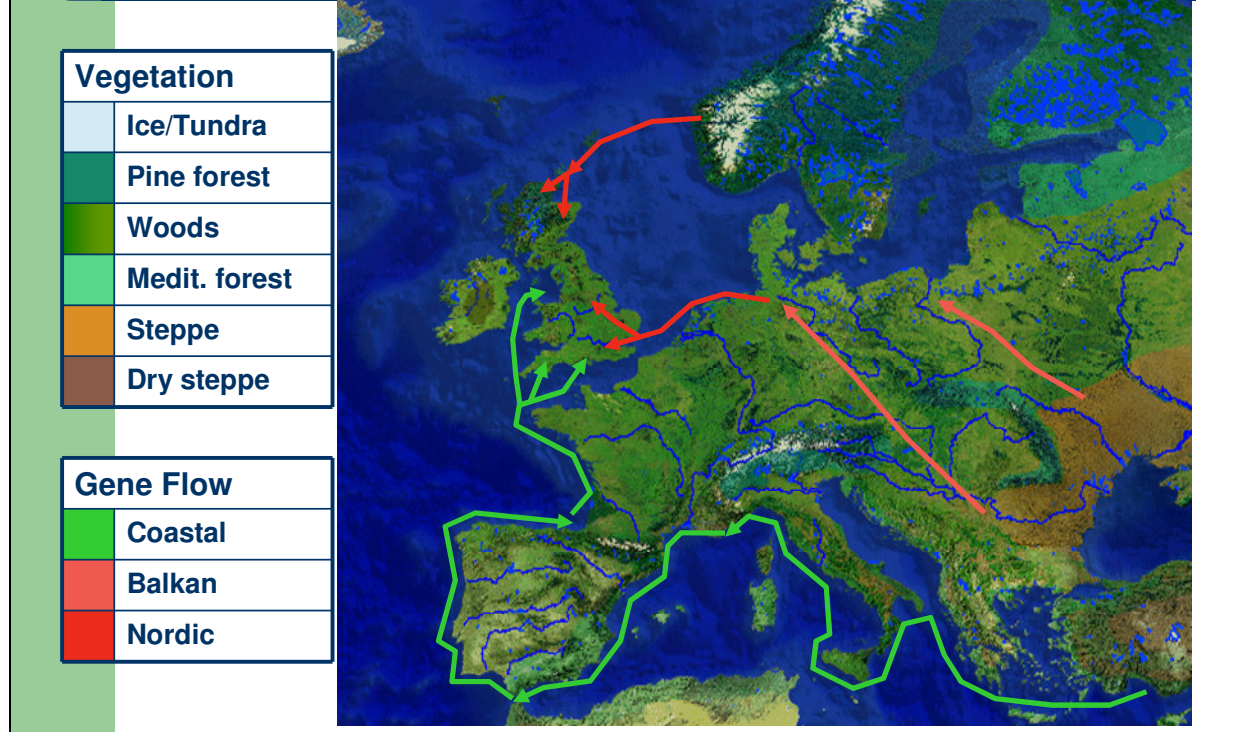 Vegetation
Ice/Tundra
Pine forest
Woods
Medit. forest
Steppe
Dry steppe
Gene Flow
Coastal
Balkan
Nordic